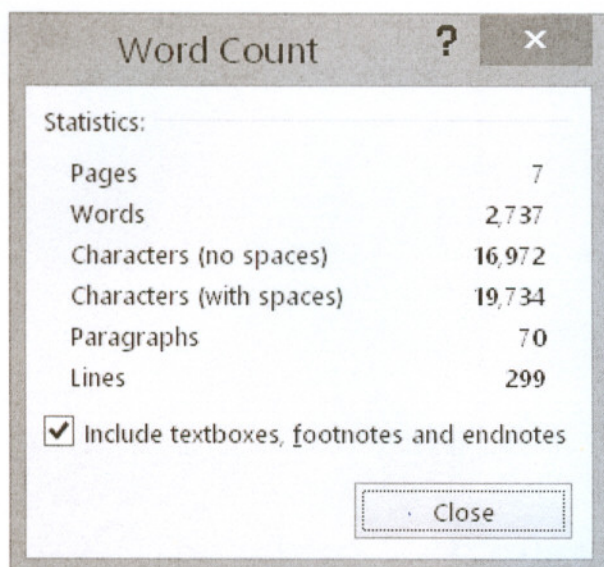 Word Count ? ×
Statistics:
Pages 7
Words 2,737
Characters (no spaces) 16,972
Characters (with spaces) 19,734
Paragraphs 70
Lines 299
Include textboxes, footnotes and endnotes
Close